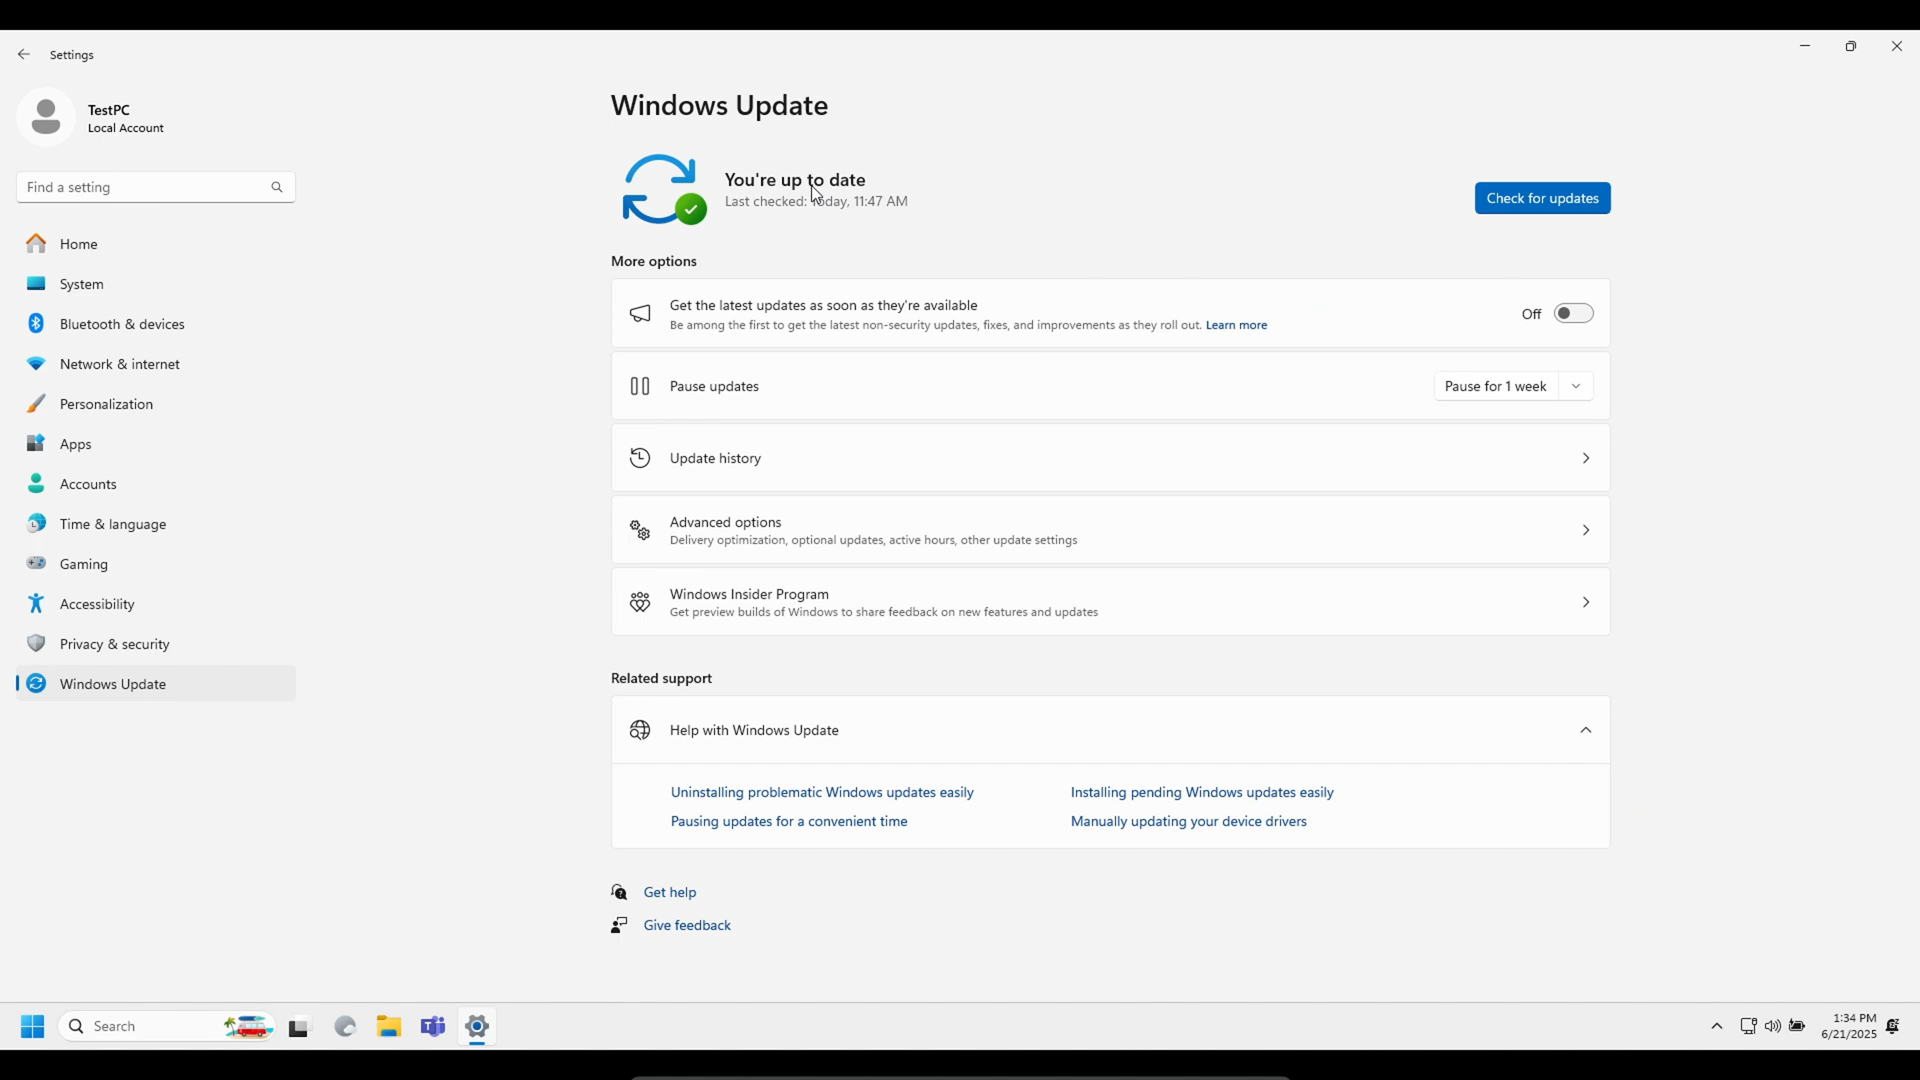 Settings
TestPC
Local Account
Find a setting
Home
System
Bluetooth & devices
Network & internet
Personalization
Apps
Accounts
Time & language
Gaming
Accessibility
Privacy & security
Windows Update
Windows Update
You're up to date
Last checked: Today, 11:47 AM
Check for updates
More options
Get the latest updates as soon as they're available
Be among the first to get the latest non-security updates, fixes, and improvements as they roll out. Learn more
Off
Pause updates
Pause for 1 week
Update history
Advanced options
Delivery optimization, optional updates, active hours, other update settings
Windows Insider Program
Get preview builds of Windows to share feedback on new features and updates
Related support
Help with Windows Update
Uninstalling problematic Windows updates easily
Installing pending Windows updates easily
Pausing updates for a convenient time
Manually updating your device drivers
Get help
Give feedback
Search
1:34 PM
6/21/2025